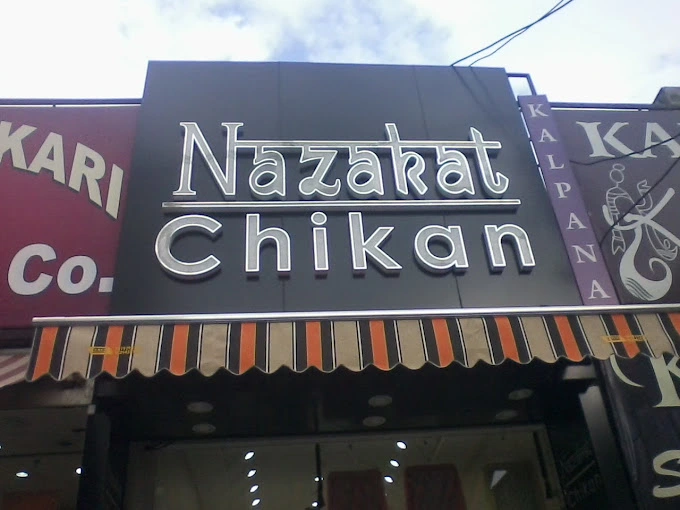 Nazakat
Chikan
KARI
Co.
KALPANA
KA
K
S